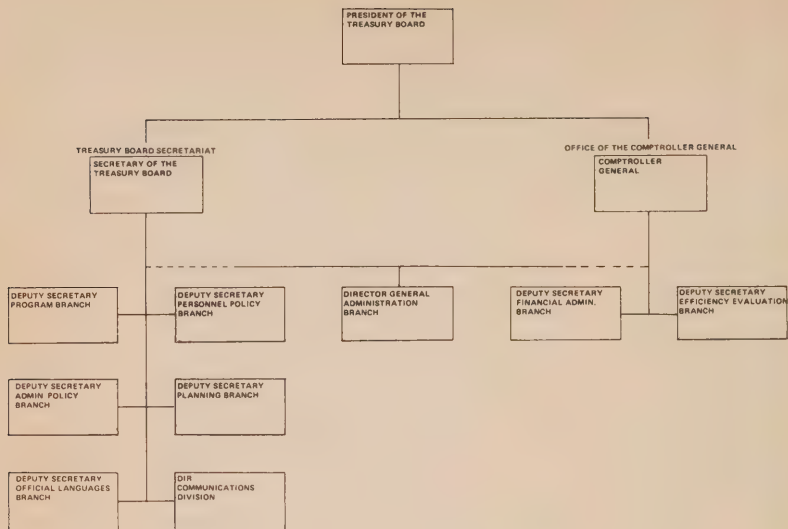 PRESIDENT OF THE
TREASURY BOARD
TREASURY BOARD SECRETARIAT
SECRETARY OF THE
TREASURY BOARD
OFFICE OF THE COMPTROLLER GENERAL
COMPTROLLER
GENERAL
DEPUTY SECRETARY
PROGRAM BRANCH
DEPUTY SECRETARY
PERSONNEL POLICY
BRANCH
DIRECTOR GENERAL
ADMINISTRATION
BRANCH
DEPUTY SECRETARY
FINANCIAL ADMIN.
BRANCH
DEPUTY SECRETARY
EFFICIENCY EVALUATION
BRANCH
DEPUTY SECRETARY
ADMIN POLICY
BRANCH
DEPUTY SECRETARY
PLANNING BRANCH
DEPUTY SECRETARY
OFFICIAL LANGUAGES
BRANCH
DIR
COMMUNICATIONS
DIVISION